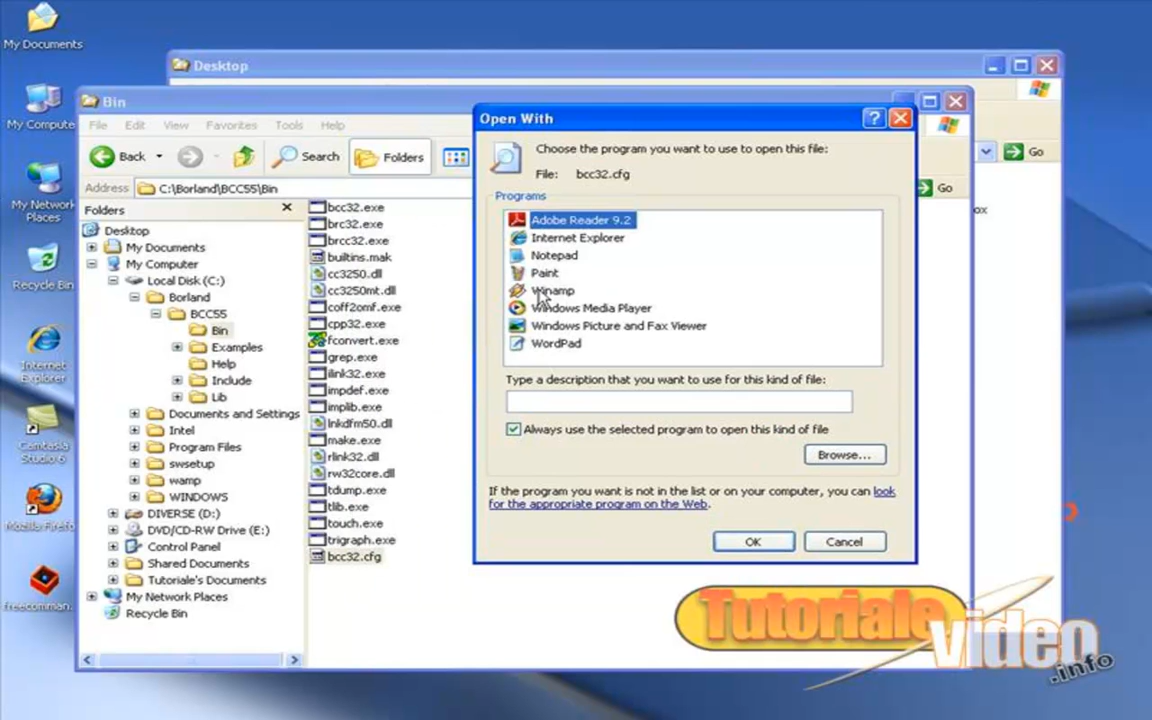 My Documents
My Compute
My Network
Places
Recycle Bin
Internet
Explorer
Camtasia
Studio 6
Mozilla Firefo
freecomman
Desktop
Go
Bin
File Edit View Favorites Tools Help
Back Search Folders
Address C:\Borland\BCC55\Bin
Go
Folders
Desktop
My Documents
My Computer
Local Disk (C:)
Borland
BCC55
Bin
Examples
Help
Include
Lib
Documents and Settings
Intel
Program Files
swsetup
wamp
WINDOWS
DIVERSE (D:)
DVD/CD-RW Drive (E:)
Control Panel
Shared Documents
Tutoriale's Documents
My Network Places
Recycle Bin
bcc32.exe
brc32.exe
brcc32.exe
builtins.mak
cc3250.dll
cc3250mt.dll
coff2omf.exe
cpp32.exe
fconvert.exe
grep.exe
ilink32.exe
impdef.exe
implib.exe
lnkdfm50.dll
make.exe
rlink32.dll
rw32core.dll
tdump.exe
tlib.exe
touch.exe
trigraph.exe
bcc32.cfg
Open With
Choose the program you want to use to open this file:
File: bcc32.cfg
Programs
Adobe Reader 9.2
Internet Explorer
Notepad
Paint
Winamp
Windows Media Player
Windows Picture and Fax Viewer
WordPad
Type a description that you want to use for this kind of file:
Always use the selected program to open this kind of file
Browse...
If the program you want is not in the list or on your computer, you can look
for the appropriate program on the Web.
OK Cancel
ox
Tutoriale
video
.info